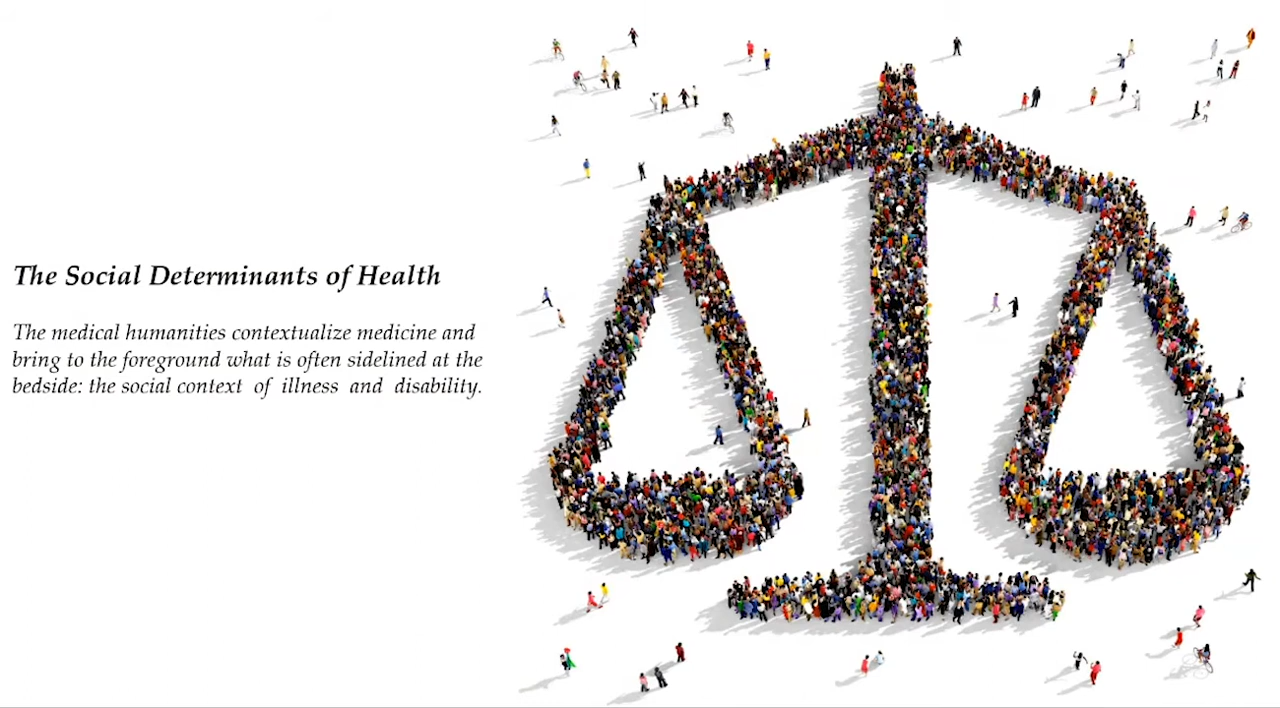 The Social Determinants of Health
The medical humanities contextualize medicine and
bring to the foreground what is often sidelined at the
bedside: the social context of illness and disability.